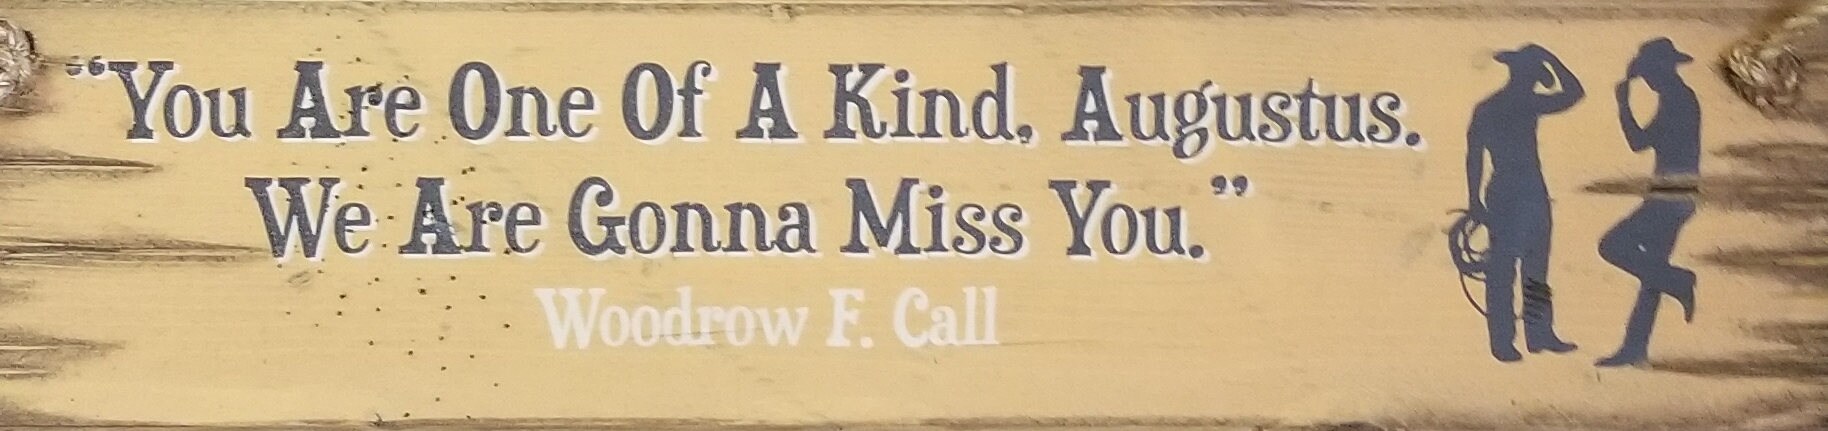 “You Are One Of A Kind, Augustus.
We Are Gonna Miss You.”
Woodrow F. Call